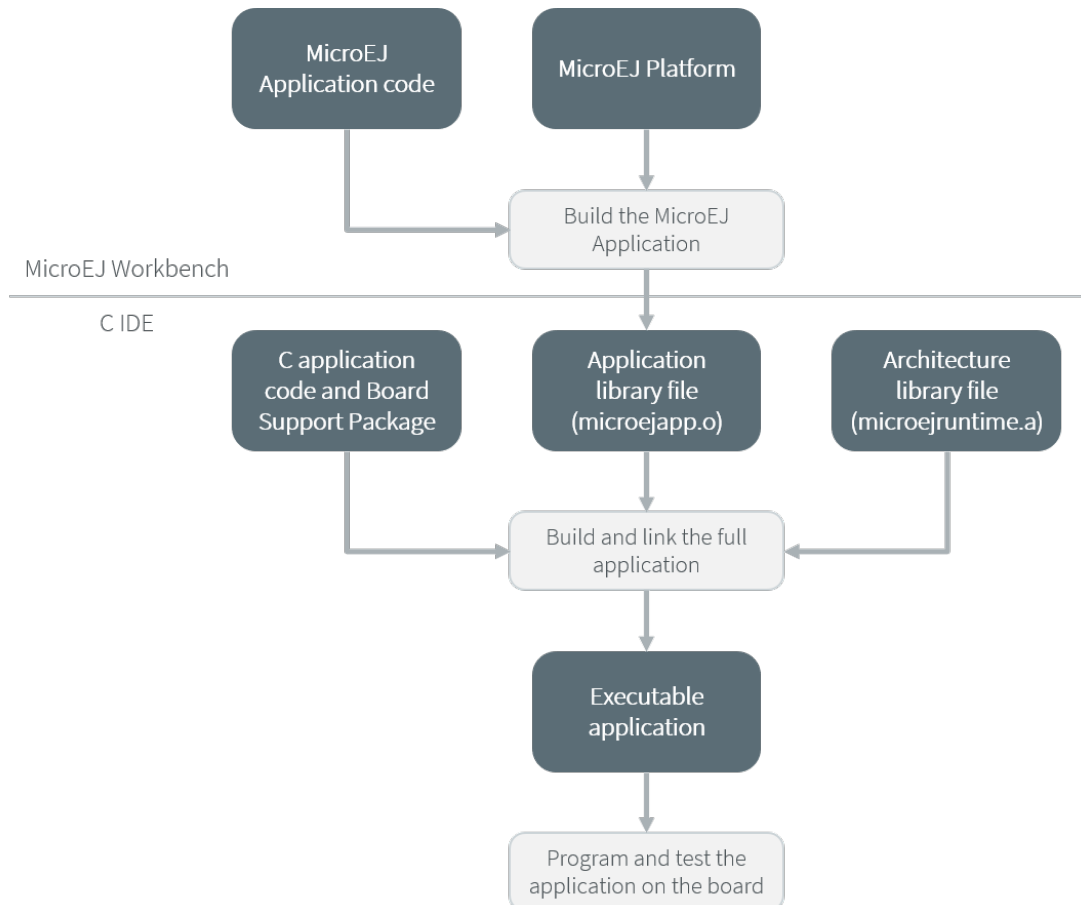 MicroEJ
Application code
MicroEJ Platform
Build the MicroEJ
Application
MicroEJ Workbench
C IDE
C application
code and Board
Support Package
Application
library file
(microejapp.o)
Architecture
library file
(microejruntime.a)
Build and link the full
application
Executable
application
Program and test the
application on the board